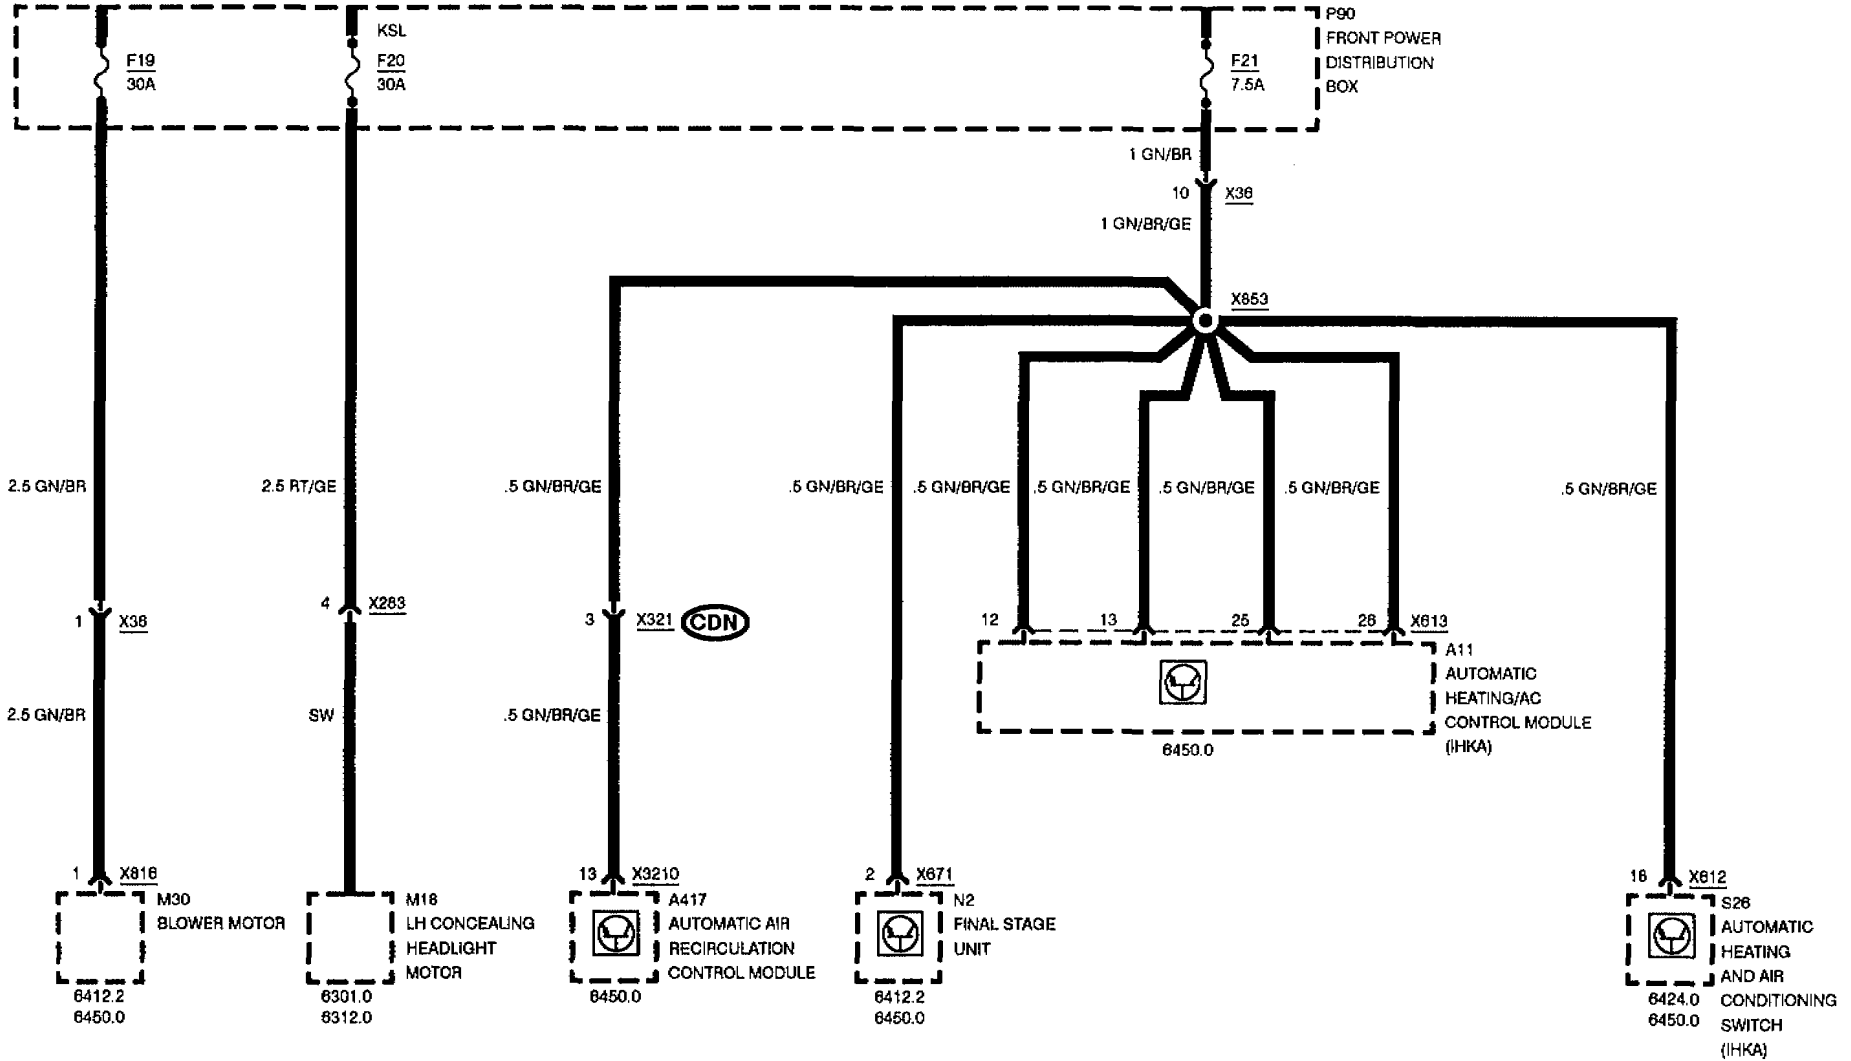 KSL
F19
30A
F20
30A
F21
7.5A
P90
FRONT POWER
DISTRIBUTION
BOX
1 GN/BR
10
X36
1 GN/BR/GE
X853
2.5 GN/BR
2.5 RT/GE
.5 GN/BR/GE
.5 GN/BR/GE
.5 GN/BR/GE
.5 GN/BR/GE
.5 GN/BR/GE
.5 GN/BR/GE
.5 GN/BR/GE
1
X36
4
X283
3
X321
CDN
12
13
25
26
X613
A11
AUTOMATIC
HEATING/AC
CONTROL MODULE
(IHKA)
6450.0
2.5 GN/BR
SW
.5 GN/BR/GE
1
X816
M30
BLOWER MOTOR
6412.2
6450.0
M18
LH CONCEALING
HEADLIGHT
MOTOR
6301.0
6312.0
13
X3210
A417
AUTOMATIC AIR
RECIRCULATION
CONTROL MODULE
6450.0
2
X671
N2
FINAL STAGE
UNIT
6412.2
6450.0
16
X612
S26
AUTOMATIC
HEATING
AND AIR
CONDITIONING
SWITCH
(IHKA)
6424.0
6450.0